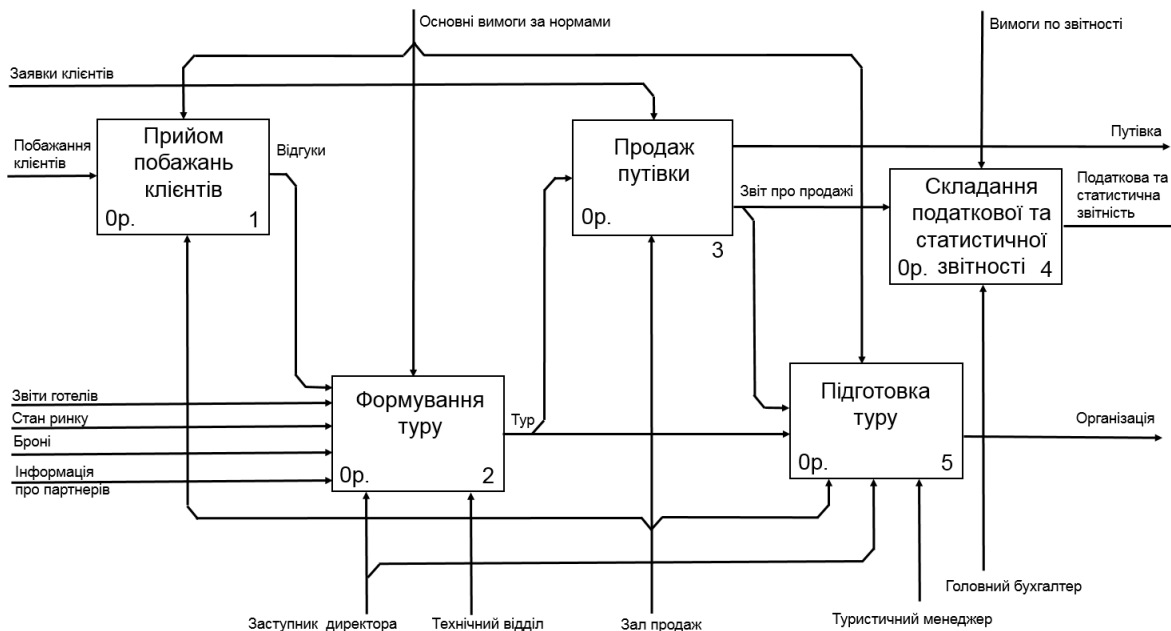 Основні вимоги за нормами
Вимоги по звітності
Заявки клієнтів
Побажання
клієнтів
Прийом
побажань
клієнтів
0р.
1
Відгуки
Продаж
путівки
0р.
3
Путівка
Звіт про продажі
Складання
податкової та
статистичної
звітності
0р.
4
Податкова та
статистична
звітність
Звіти готелів
Стан ринку
Броні
Інформація
про партнерів
Формування
туру
0р.
2
Тур
Підготовка
туру
0р.
5
Організація
Заступник директора
Технічний відділ
Зал продаж
Туристичний менеджер
Головний бухгалтер